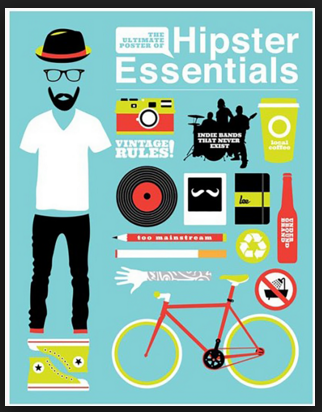 THE
ULTIMATE
POSTER OF
Hipster
Essentials
VINTAGE
RULES!
INDIE BANDS
THAT NEVER
EXIST
local
coffee
too mainstream